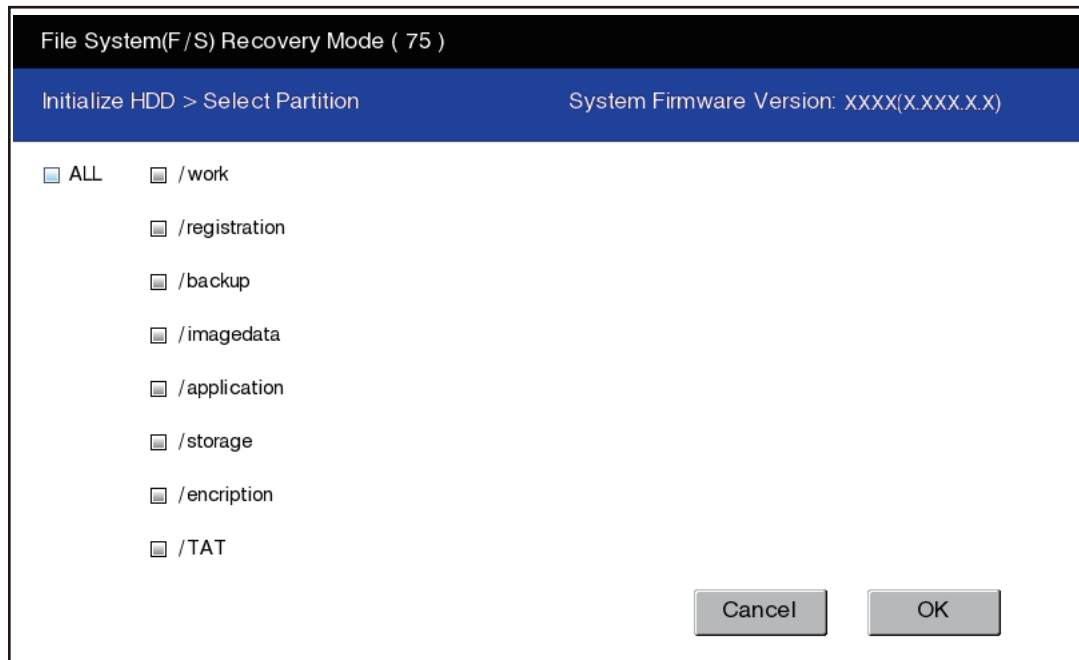 File System(F/S) Recovery Mode ( 75 )
Initialize HDD > Select Partition System Firmware Version: XXXX(X.XXX.X.X)
ALL /work
/registration
/backup
/imagedata
/application
/storage
/encription
/TAT
Cancel OK